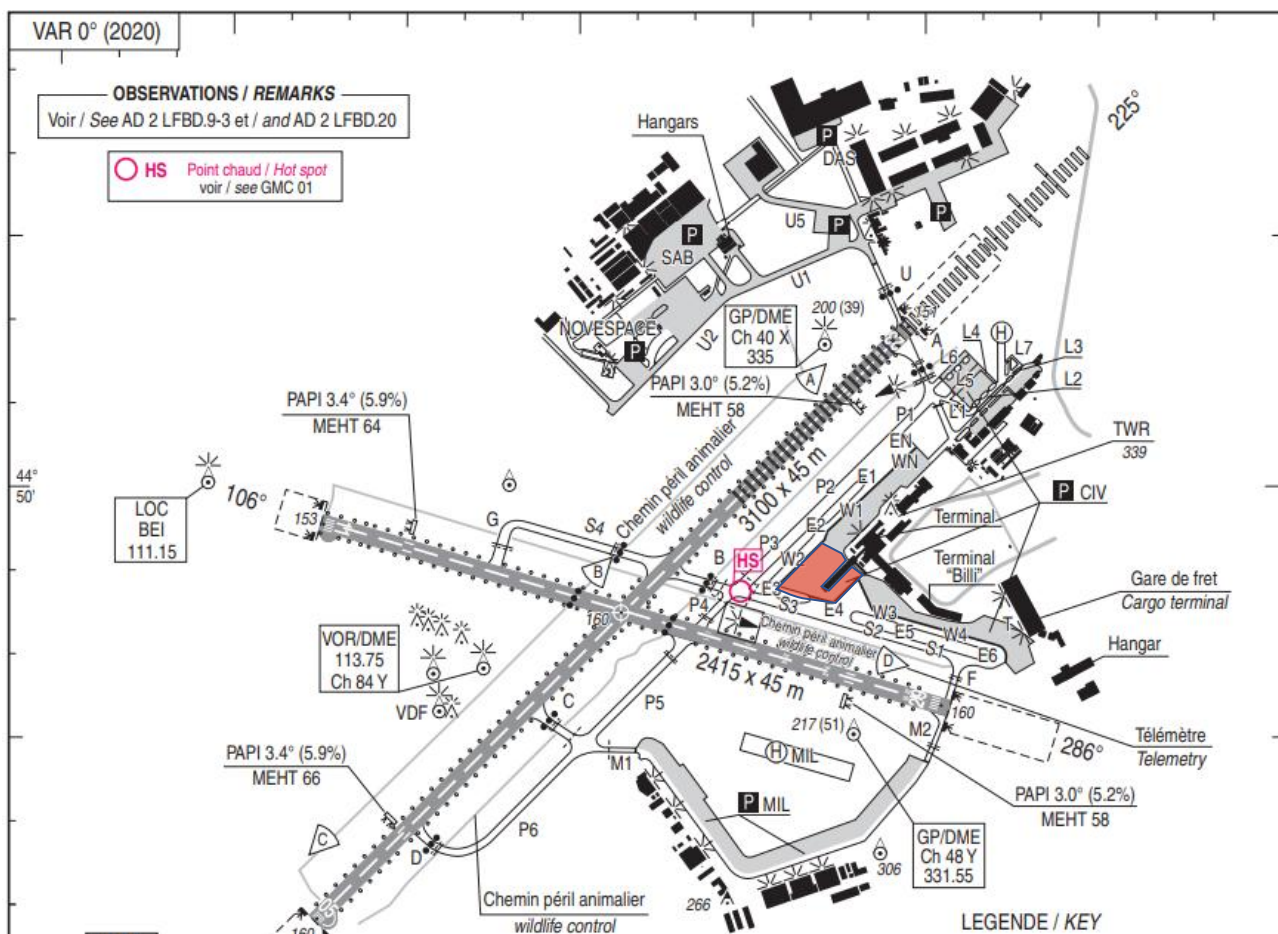 VAR 0° (2020)
OBSERVATIONS / REMARKS
Voir / See AD 2 LFBD.9-3 et / and AD 2 LFBD.20
HS Point chaud / Hot spot
voir / see GMC 01
Hangars
P
DAS
225°
P
P
P
SAB
U5
U1
U
NOVESPACE
P
U2
GP/DME
Ch 40 X
335
200 (39)
151
A
A
L6
L4
H
L7
L3
L5
L2
L1
PAPI 3.0° (5.2%)
MEHT 58
P1
PAPI 3.4° (5.9%)
MEHT 64
EN
WN
TWR
339
44°
50'
LOC
BEI
111.15
106°
153
G
S4
Chemin péril animalier
wildlife control
3100 x 45 m
P2
E1
W1
E2
P3
W2
P CIV
Terminal
Terminal
"Billi"
Gare de fret
Cargo terminal
B
HS
B
E3
S3
E4
P4
W3
S2
E5
W4
S1
E6
T
Chemin péril animalier
wildlife control
D
F
Hangar
160
2415 x 45 m
VOR/DME
113.75
Ch 84 Y
VDF
P5
C
160
217 (51)
M2
286°
Télémètre
Telemetry
PAPI 3.4° (5.9%)
MEHT 66
M1
H MIL
PAPI 3.0° (5.2%)
MEHT 58
P MIL
C
P6
D
GP/DME
Ch 48 Y
331.55
306
05
160
Chemin péril animalier
wildlife control
266
LEGENDE / KEY